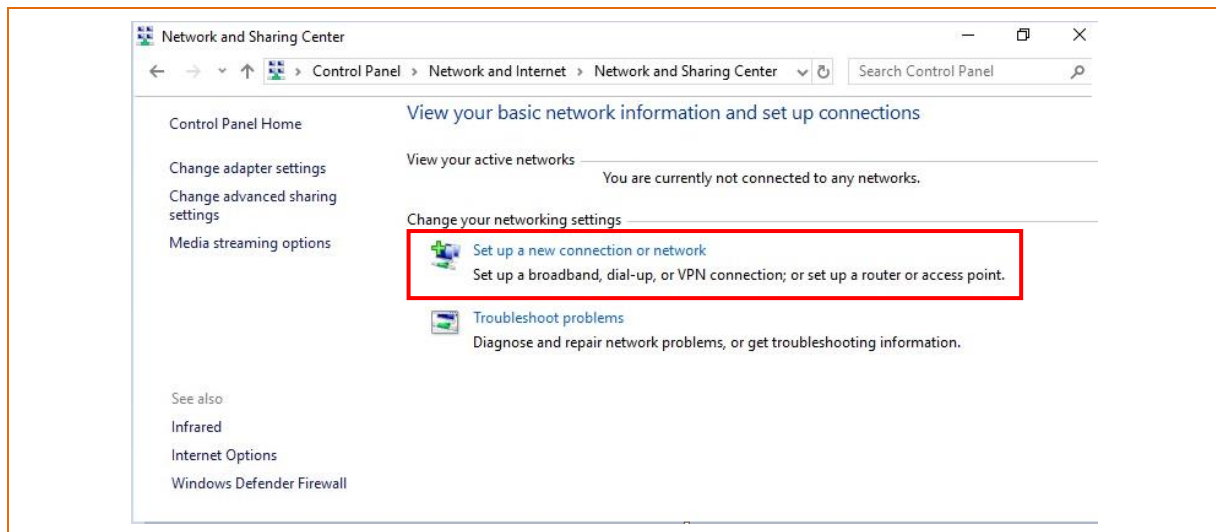 Network and Sharing Center
Control Panel > Network and Internet > Network and Sharing Center
Search Control Panel
Control Panel Home
Change adapter settings
Change advanced sharing
settings
Media streaming options
View your basic network information and set up connections
View your active networks
You are currently not connected to any networks.
Change your networking settings
Set up a new connection or network
Set up a broadband, dial-up, or VPN connection; or set up a router or access point.
Troubleshoot problems
Diagnose and repair network problems, or get troubleshooting information.
See also
Infrared
Internet Options
Windows Defender Firewall